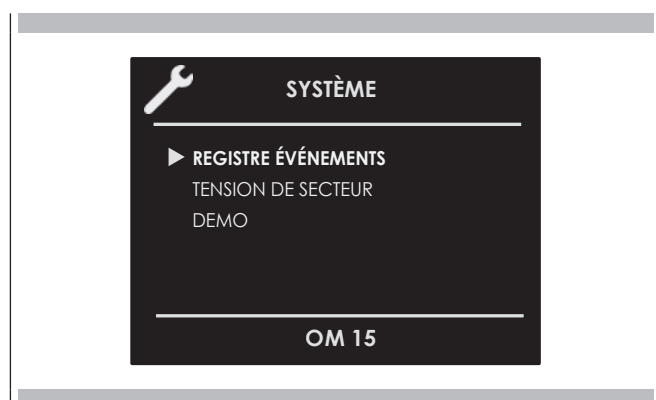 SYSTÈME
REGISTRE ÉVÉNEMENTS
TENSION DE SECTEUR
DEMO
OM 15